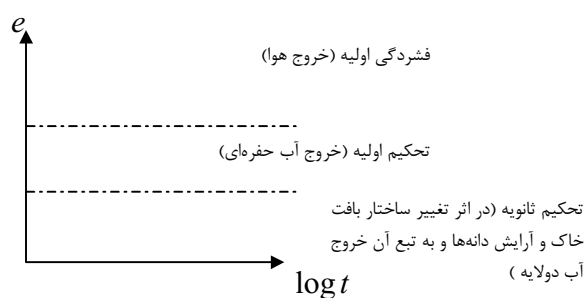 e
فشردگی اولیه (خروج هوا)
تحکیم اولیه (خروج آب حفره‌ای)
تحکیم ثانویه (در اثر تغییر ساختار بافت
خاک و آرایش دانه‌ها و به تبع آن خروج
آب دولایه )
log t